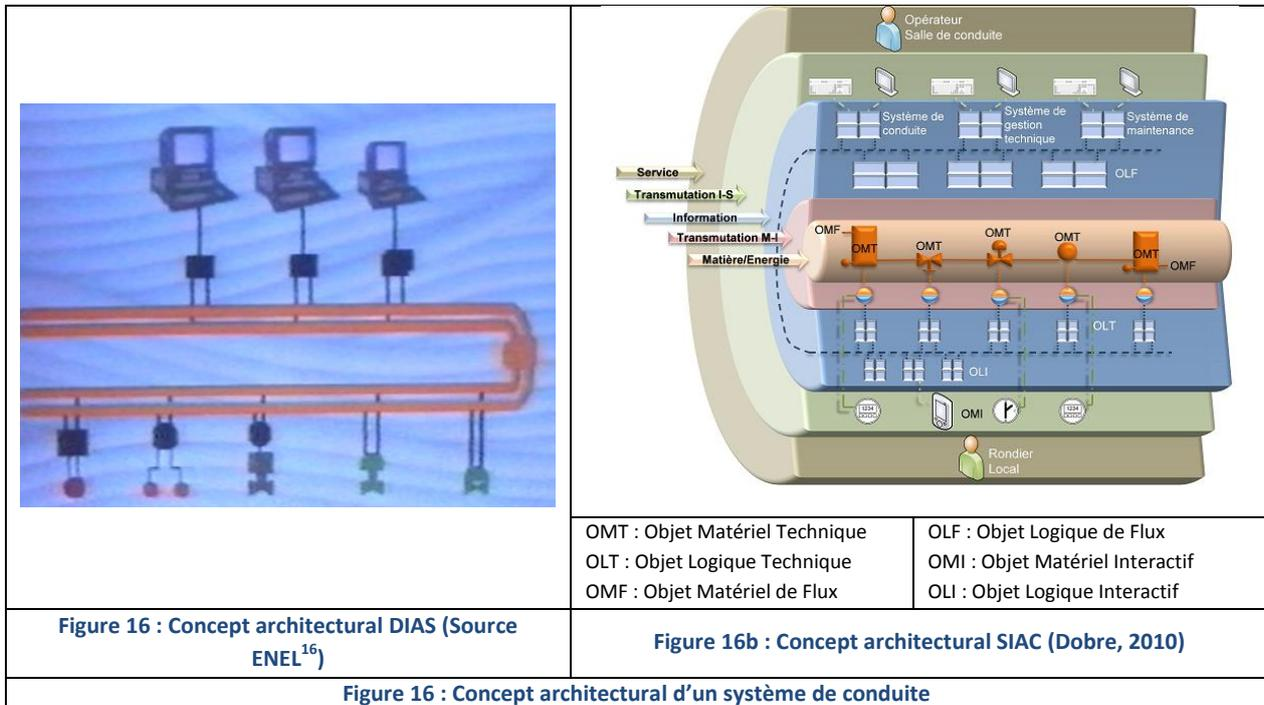 Opérateur
Salle de conduite
Système de
conduite
Système de
gestion
technique
Système de
maintenance
OLF
Service
Transmutation I-S
Information
Transmutation M-I
Matière/Energie
OMF
OMT
OMT
OMT
OMT
OMT
OMF
OLT
OLI
1234
OMI
1234
Rondier
Local
OMT : Objet Matériel Technique
OLT : Objet Logique Technique
OMF : Objet Matériel de Flux
OLF : Objet Logique de Flux
OMI : Objet Matériel Interactif
OLI : Objet Logique Interactif
Figure 16 : Concept architectural DIAS (Source
ENEL16)
Figure 16b : Concept architectural SIAC (Dobre, 2010)
Figure 16 : Concept architectural d’un système de conduite